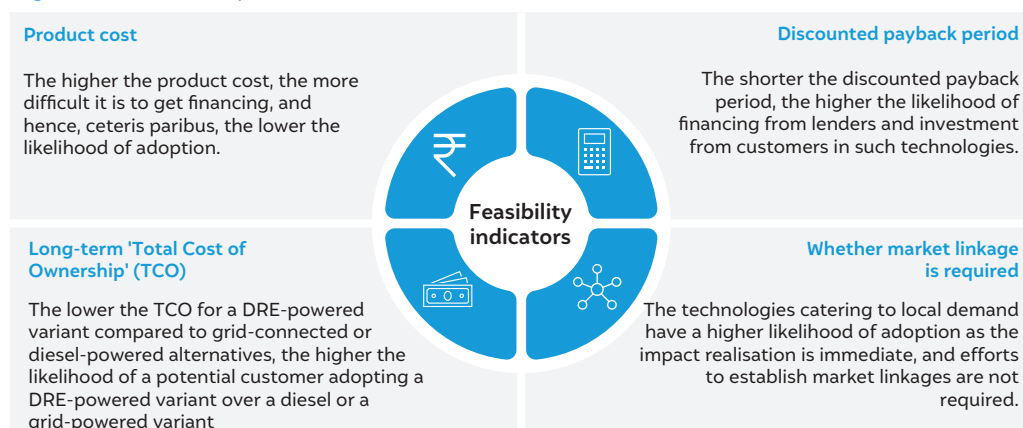 Product cost
The higher the product cost, the more
difficult it is to get financing, and
hence, ceteris paribus, the lower the
likelihood of adoption.
Discounted payback period
The shorter the discounted payback
period, the higher the likelihood of
financing from lenders and investment
from customers in such technologies.
₹
Feasibility
indicators
Long-term 'Total Cost of
Ownership' (TCO)
The lower the TCO for a DRE-powered
variant compared to grid-connected or
diesel-powered alternatives, the higher the
likelihood of a potential customer adopting a
DRE-powered variant over a diesel or a
grid-powered variant
Whether market linkage
is required
The technologies catering to local demand
have a higher likelihood of adoption as the
impact realisation is immediate, and efforts
to establish market linkages are not
required.